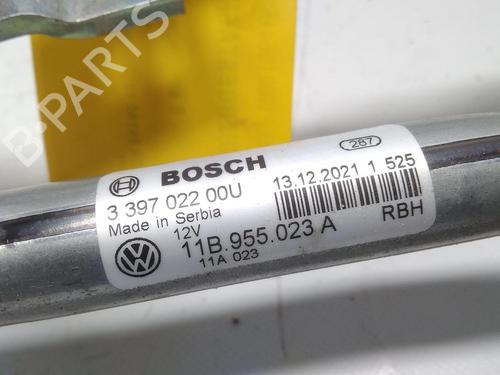 B-PARTS
287
BOSCH
3 397 022 00U
13.12.2021 1 525
Made in Serbia
12V
11B.955.023 A
RBH
11A 023